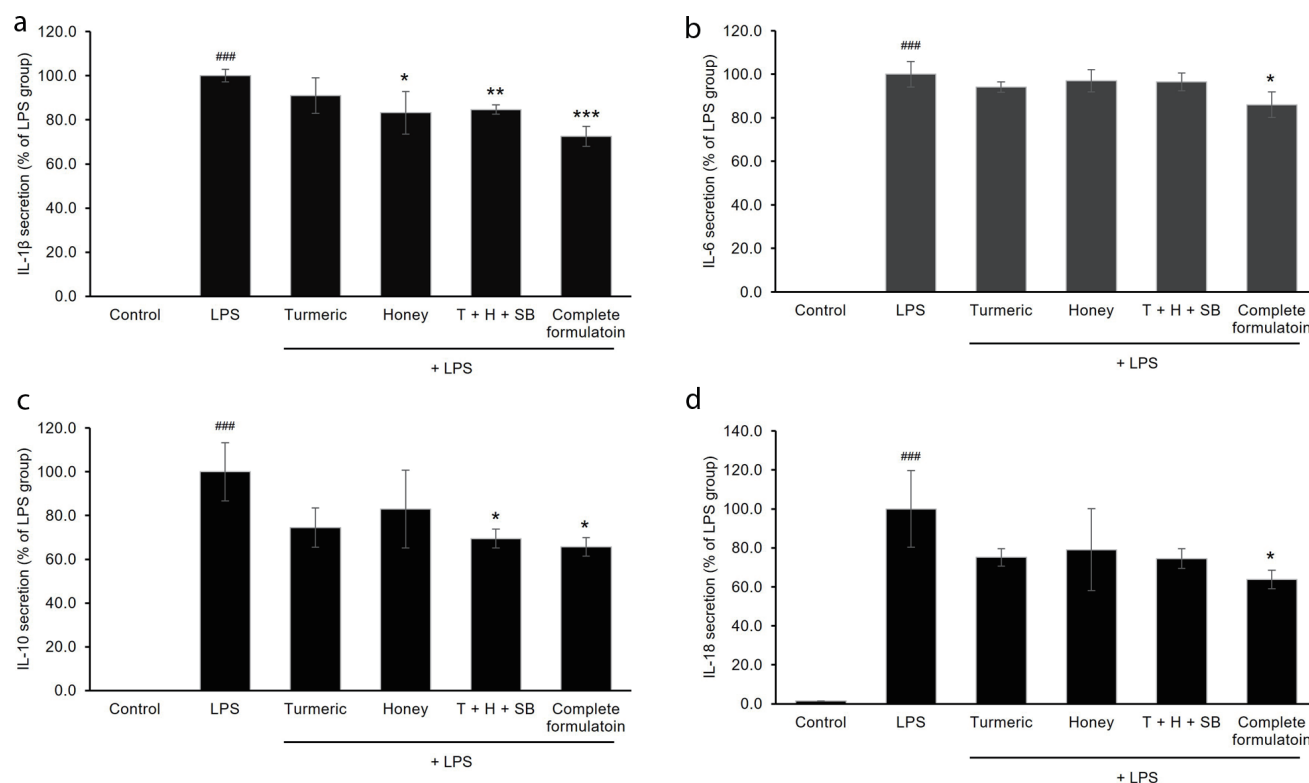 a
IL-1β secretion (% of LPS group)
120.0
100.0
80.0
60.0
40.0
20.0
0.0
###
*
**
***
Control LPS Turmeric Honey T + H + SB Complete
formulatoin
+ LPS
b
IL-6 secretion (% of LPS group)
120.0
100.0
80.0
60.0
40.0
20.0
0.0
###
*
Control LPS Turmeric Honey T + H + SB Complete
formulatoin
+ LPS
c
IL-10 secretion (% of LPS group)
120.0
100.0
80.0
60.0
40.0
20.0
0.0
###
*
*
Control LPS Turmeric Honey T + H + SB Complete
formulatoin
+ LPS
d
IL-18 secretion (% of LPS group)
140.0
120.0
100.0
80.0
60.0
40.0
20.0
0.0
###
*
Control LPS Turmeric Honey T + H + SB Complete
formulatoin
+ LPS